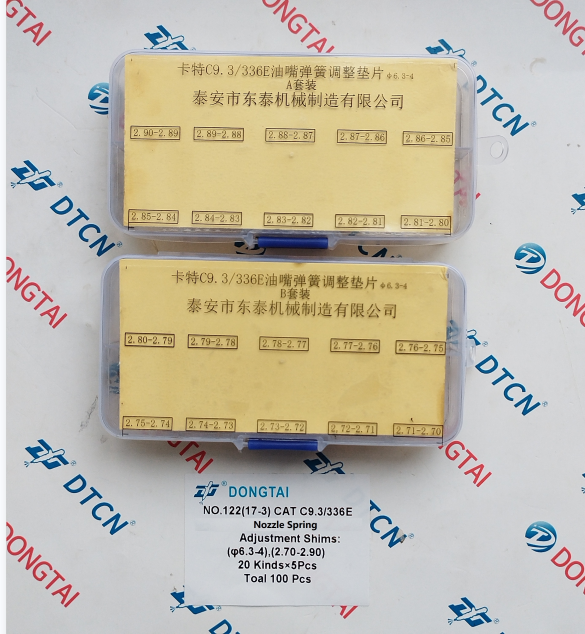 DONGTAI
卡特C9.3/336E油嘴弹簧调整垫片 φ6.3-4
A套装
泰安市东泰机械制造有限公司
2.90-2.89 2.89-2.88 2.88-2.87 2.87-2.86 2.86-2.85
2.85-2.84 2.84-2.83 2.83-2.82 2.82-2.81 2.81-2.80
卡特C9.3/336E油嘴弹簧调整垫片 φ6.3-4
B套装
泰安市东泰机械制造有限公司
2.80-2.79 2.79-2.78 2.78-2.77 2.77-2.76 2.76-2.75
2.75-2.74 2.74-2.73 2.73-2.72 2.72-2.71 2.71-2.70
DONGTAI
NO.122(17-3) CAT C9.3/336E
Nozzle Spring
Adjustment Shims:
(φ6.3-4),(2.70-2.90)
20 Kinds×5Pcs
Toal 100 Pcs
DTCN
DTCN
DONGTAI
DONGTAI
DTCN
DTCN
DONGTAI
DONGTAI
DTCN